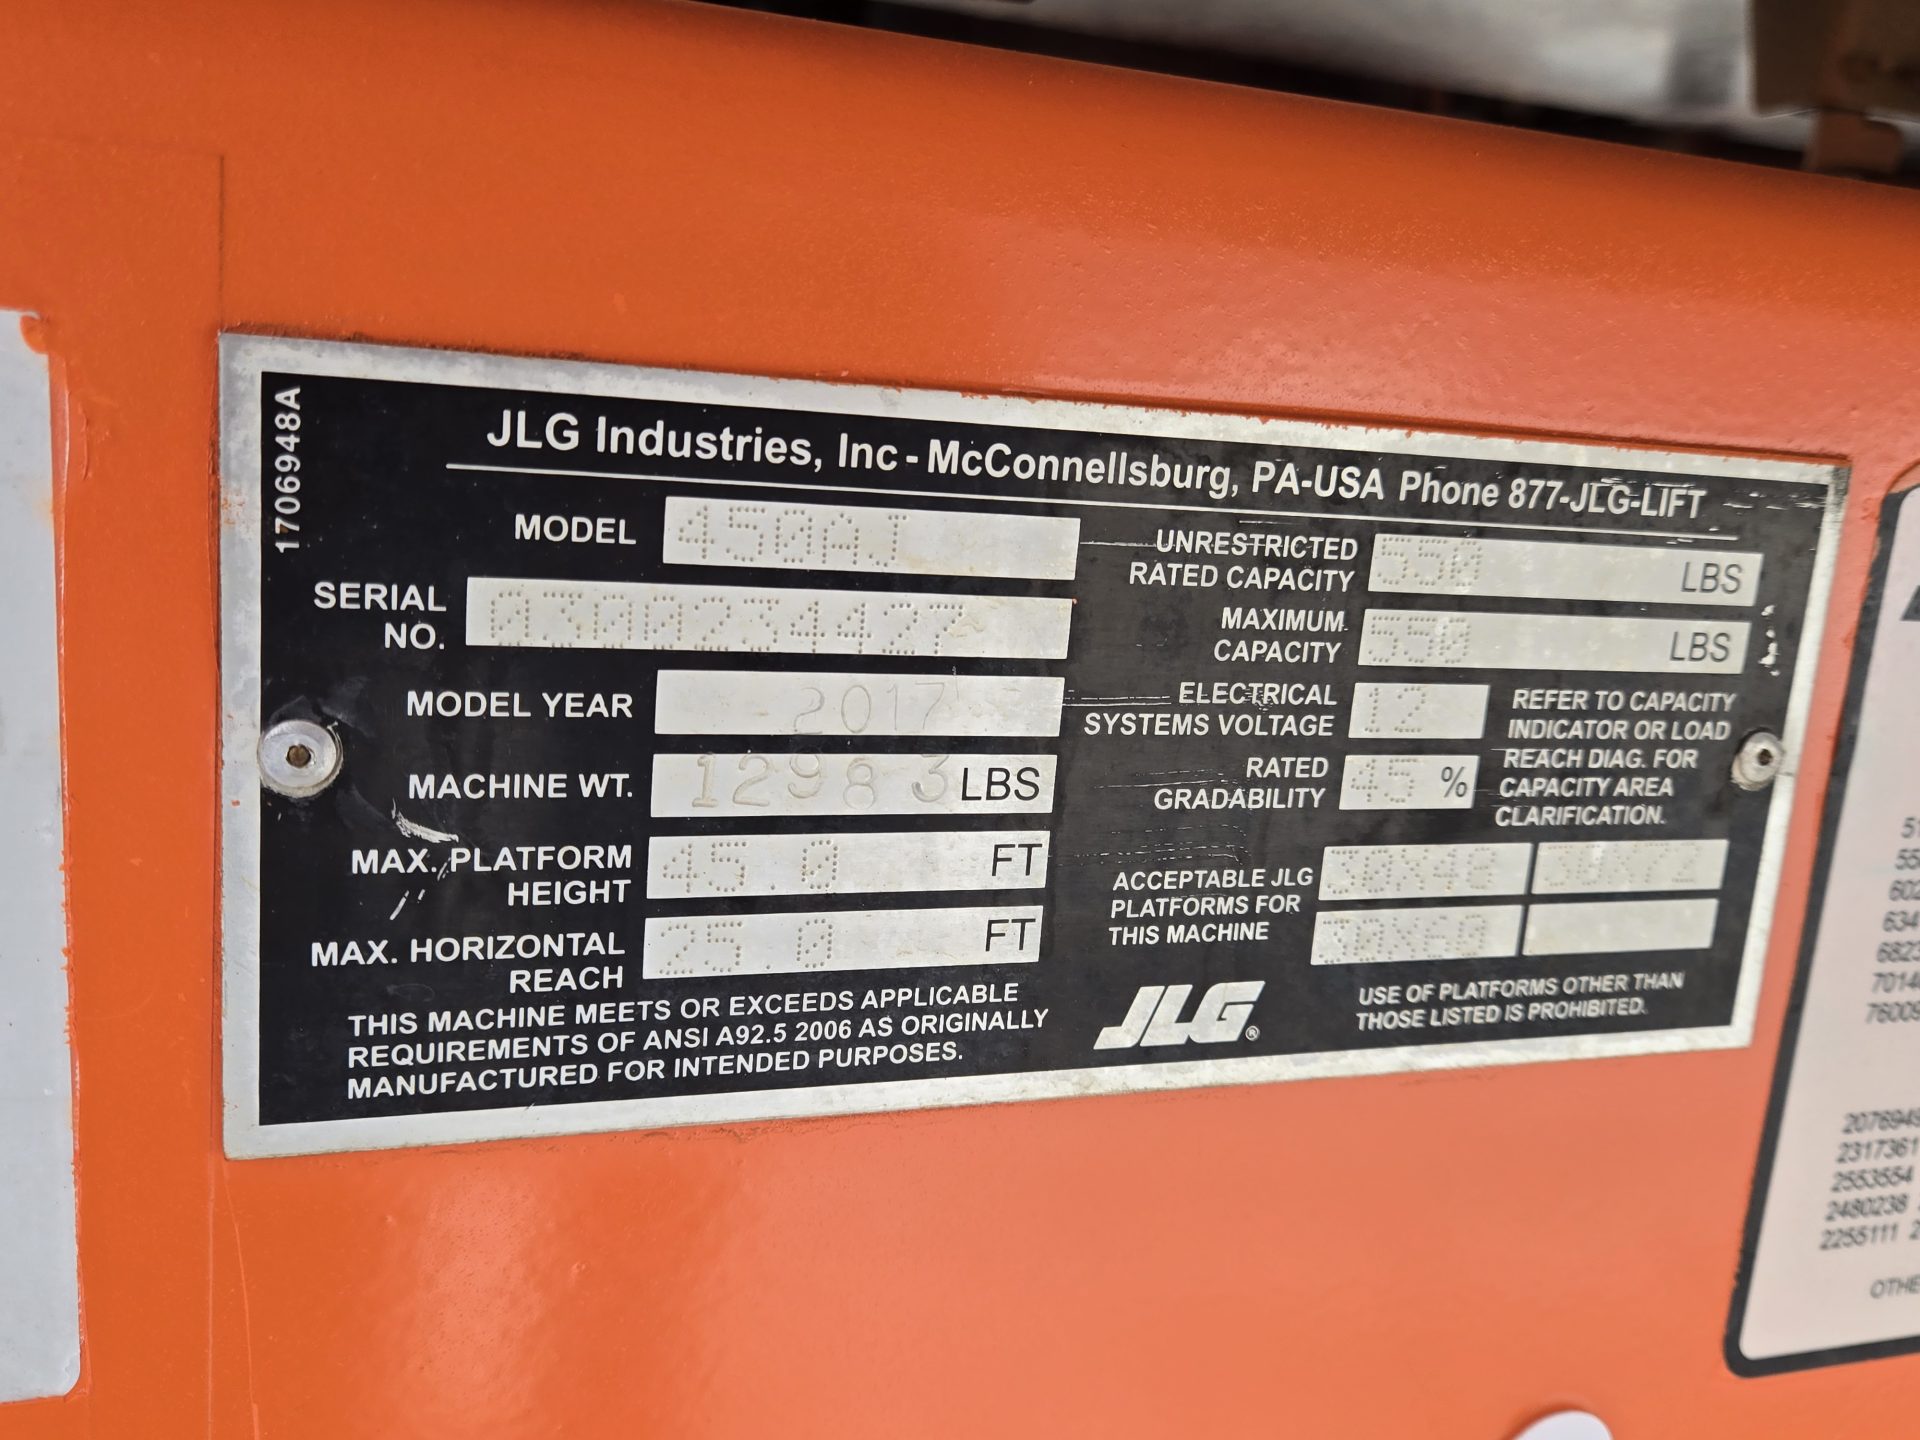 17069948A
JLG Industries, Inc - McConnellsburg, PA-USA Phone 877-JLG-LIFT
MODEL 450AJ
SERIAL NO. 0300234427
MODEL YEAR 2017
MACHINE WT. 12983 LBS
MAX. PLATFORM HEIGHT 45.0 FT
MAX. HORIZONTAL REACH 25.0 FT
THIS MACHINE MEETS OR EXCEEDS APPLICABLE
REQUIREMENTS OF ANSI A92.5 2006 AS ORIGINALLY
MANUFACTURED FOR INTENDED PURPOSES.
UNRESTRICTED RATED CAPACITY 550 LBS
MAXIMUM CAPACITY 550 LBS
ELECTRICAL SYSTEMS VOLTAGE 12
RATED GRADABILITY 45 %
REFER TO CAPACITY
INDICATOR OR LOAD
REACH DIAG. FOR
CAPACITY AREA
CLARIFICATION.
ACCEPTABLE JLG
PLATFORMS FOR
THIS MACHINE
30X48 30X72
JLG®
USE OF PLATFORMS OTHER THAN
THOSE LISTED IS PROHIBITED.
2317361
2553554
2480238
2255111